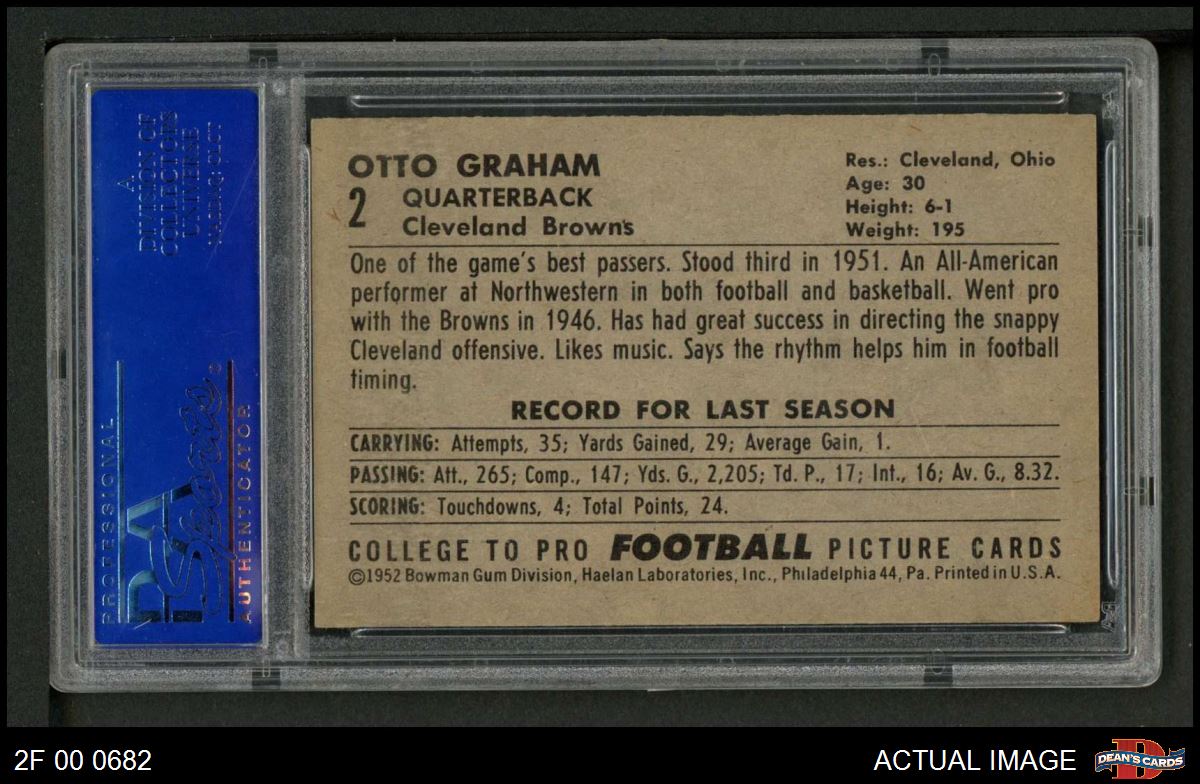 A
DIVISION OF
COLLECTORS
UNIVERSE
NASDAQ: CLCT
PROFESSIONAL
PSA
Sports
®
AUTHENTICATOR
OTTO GRAHAM
2
QUARTERBACK
Cleveland Browns
Res.: Cleveland, Ohio
Age: 30
Height: 6-1
Weight: 195
One of the game's best passers. Stood third in 1951. An All-American
performer at Northwestern in both football and basketball. Went pro
with the Browns in 1946. Has had great success in directing the snappy
Cleveland offensive. Likes music. Says the rhythm helps him in football
timing.
RECORD FOR LAST SEASON
CARRYING: Attempts, 35; Yards Gained, 29; Average Gain, 1.
PASSING: Att., 265; Comp., 147; Yds. G., 2,205; Td. P., 17; Int., 16; Av. G., 8.32.
SCORING: Touchdowns, 4; Total Points, 24.
COLLEGE TO PRO FOOTBALL PICTURE CARDS
©1952 Bowman Gum Division, Haelan Laboratories, Inc., Philadelphia 44, Pa. Printed in U.S.A.
2F 00 0682
ACTUAL IMAGE
D
DEAN'S CARDS